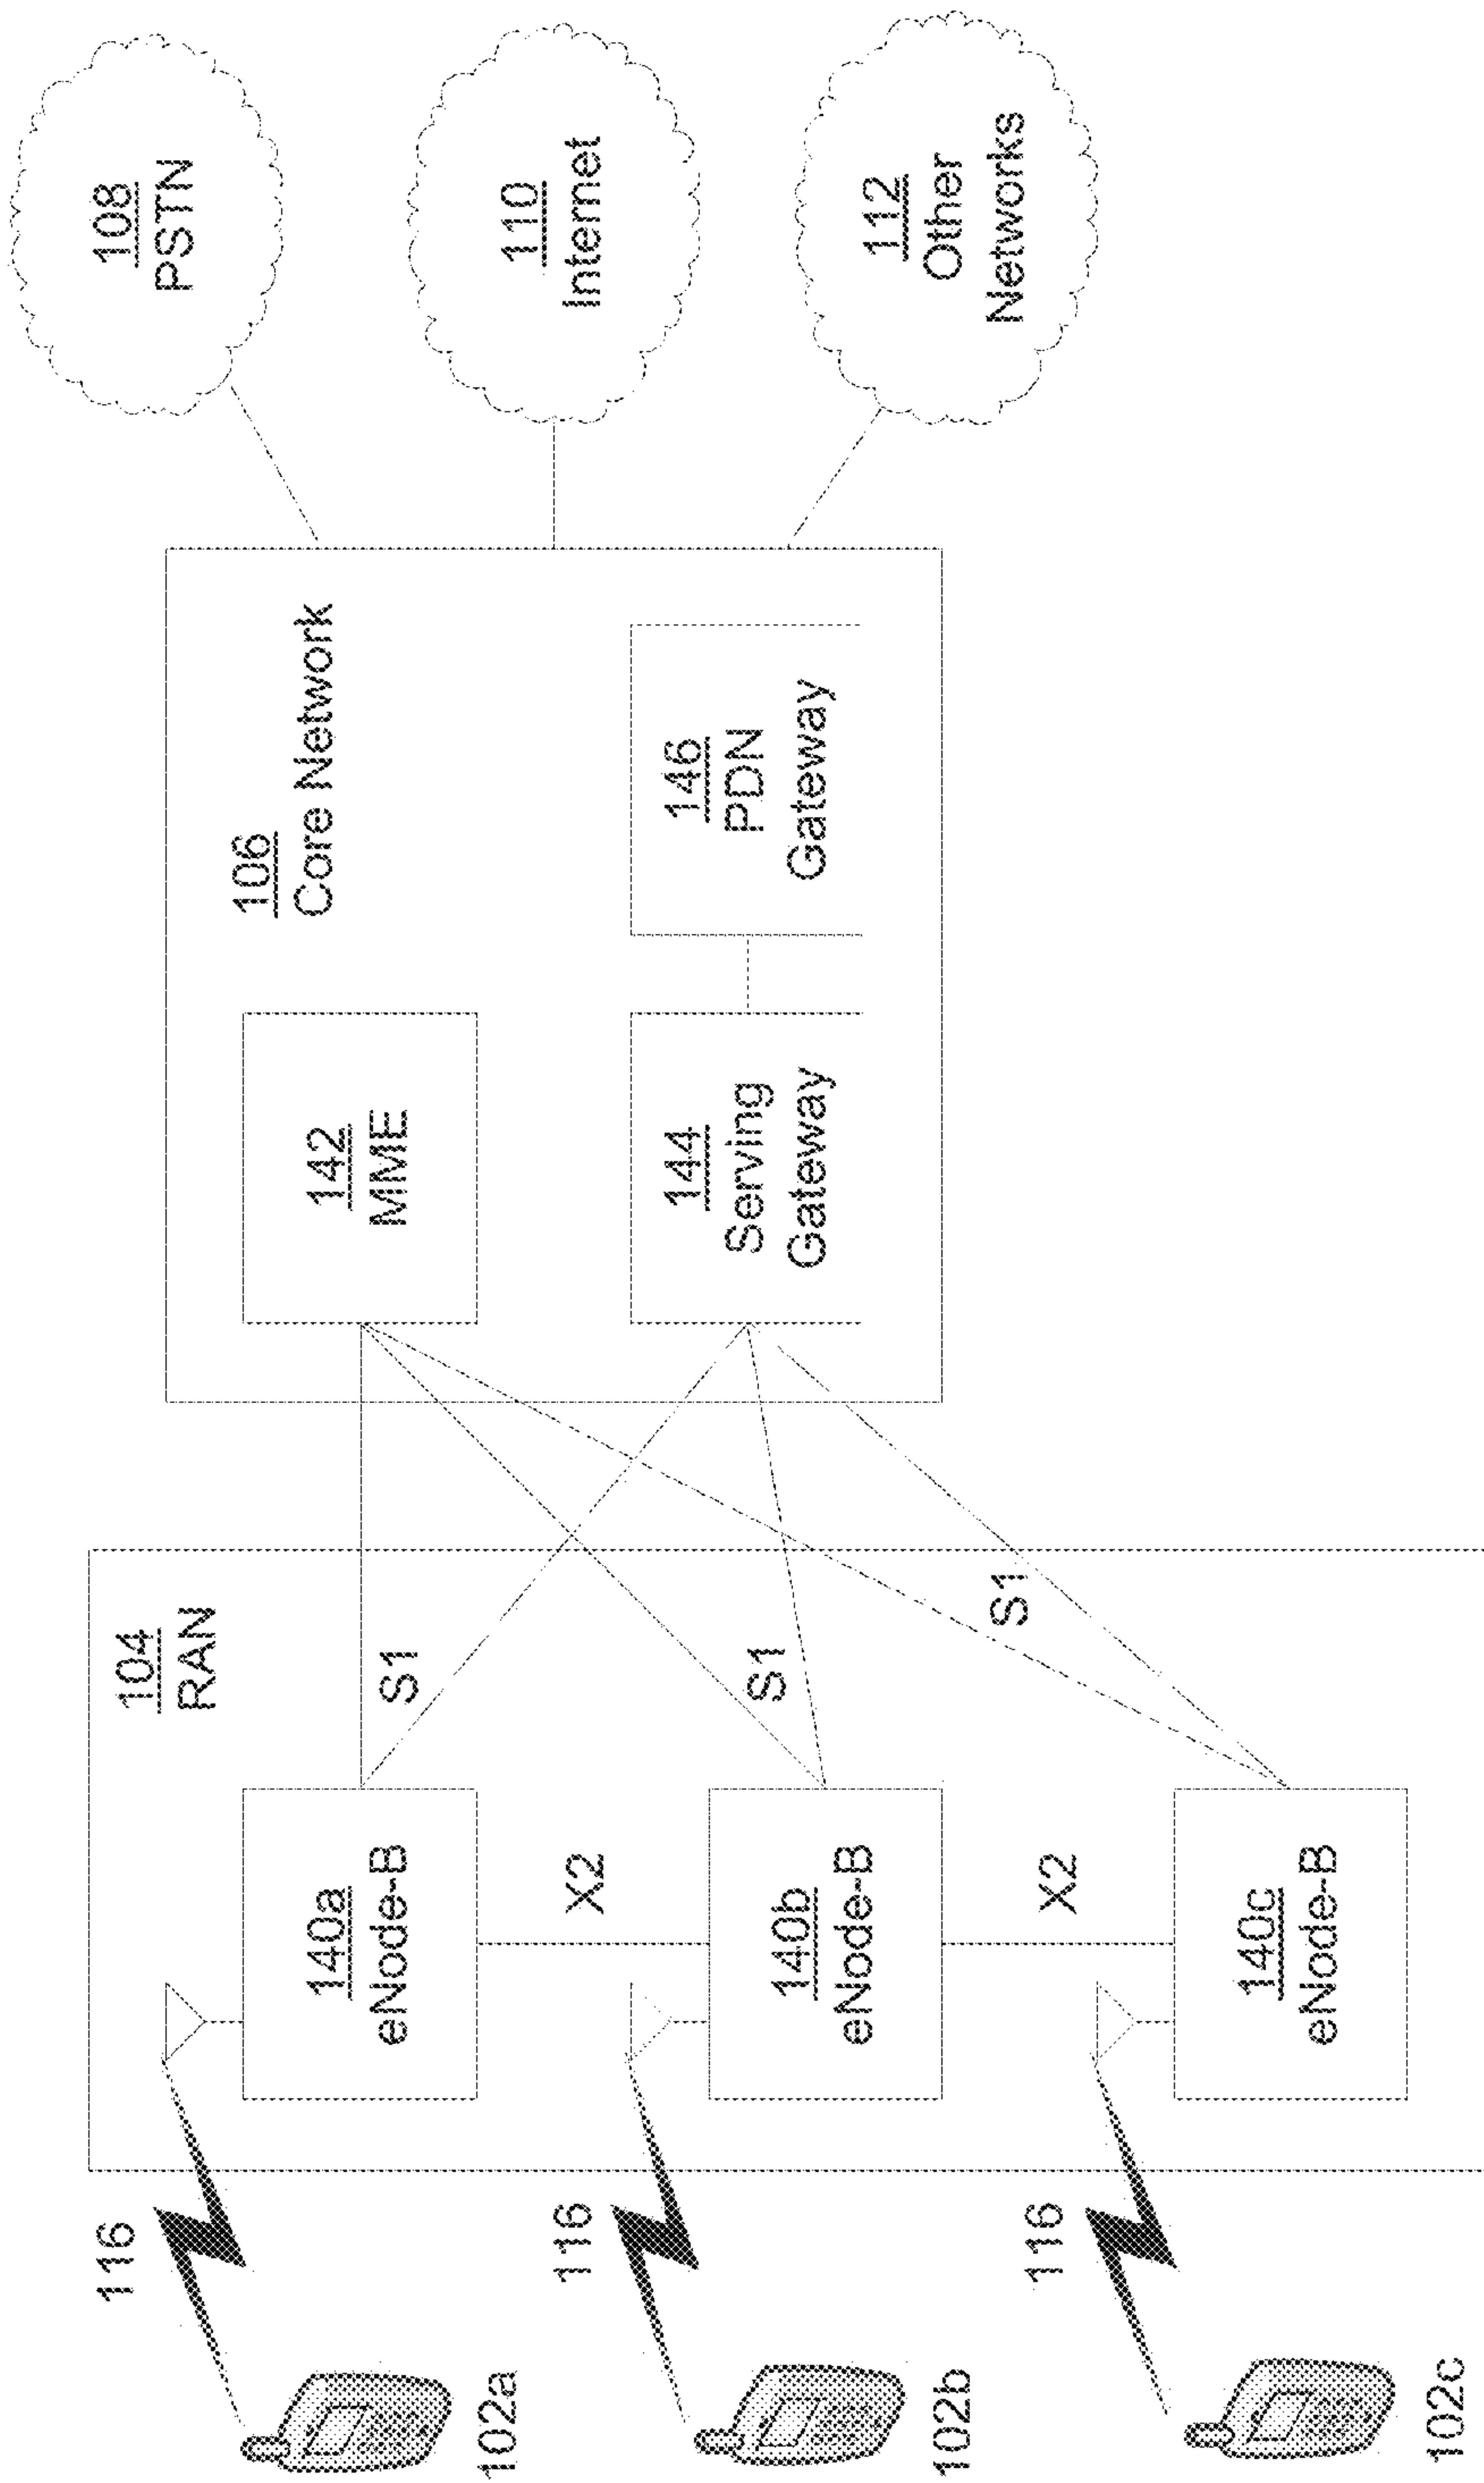 116
102a
116
102b
116
102c
104
RAN
140a
eNode-B
X2
140b
eNode-B
X2
140c
eNode-B
S1
S1
S1
106
Core Network
142
MME
144
Serving
Gateway
146
PDN
Gateway
108
PSTN
110
Internet
112
Other
Networks